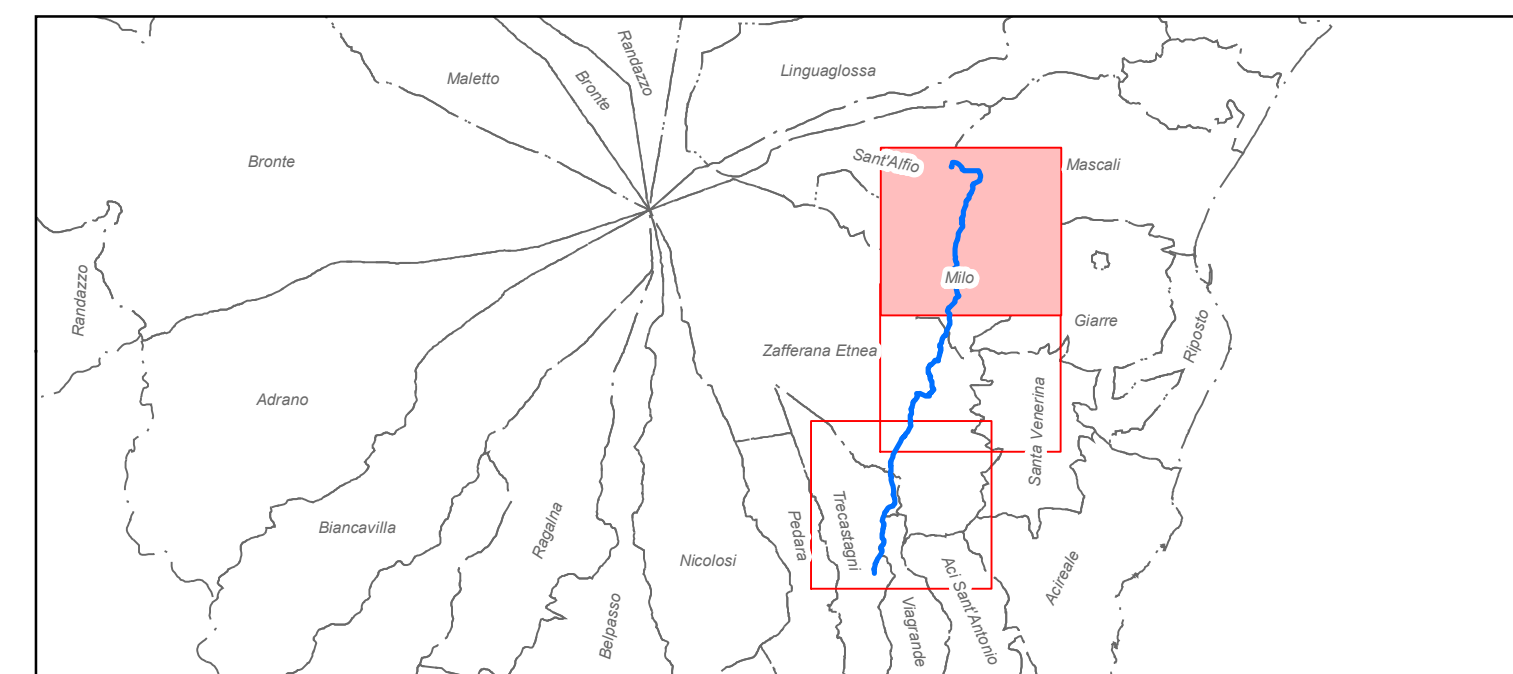 Randazzo
Linguaglossa
Maletto
Bronte
Bronte
Sant'Alfio
Mascali
Milo
Randazzo
Giarre
Riposto
Zafferana Etnea
Adrano
Santa Venerina
Biancavilla
Ragalna
Nicolosi
Pedara
Trecastagni
Aci Sant'Antonio
Acireale
Belpasso
Viagrande